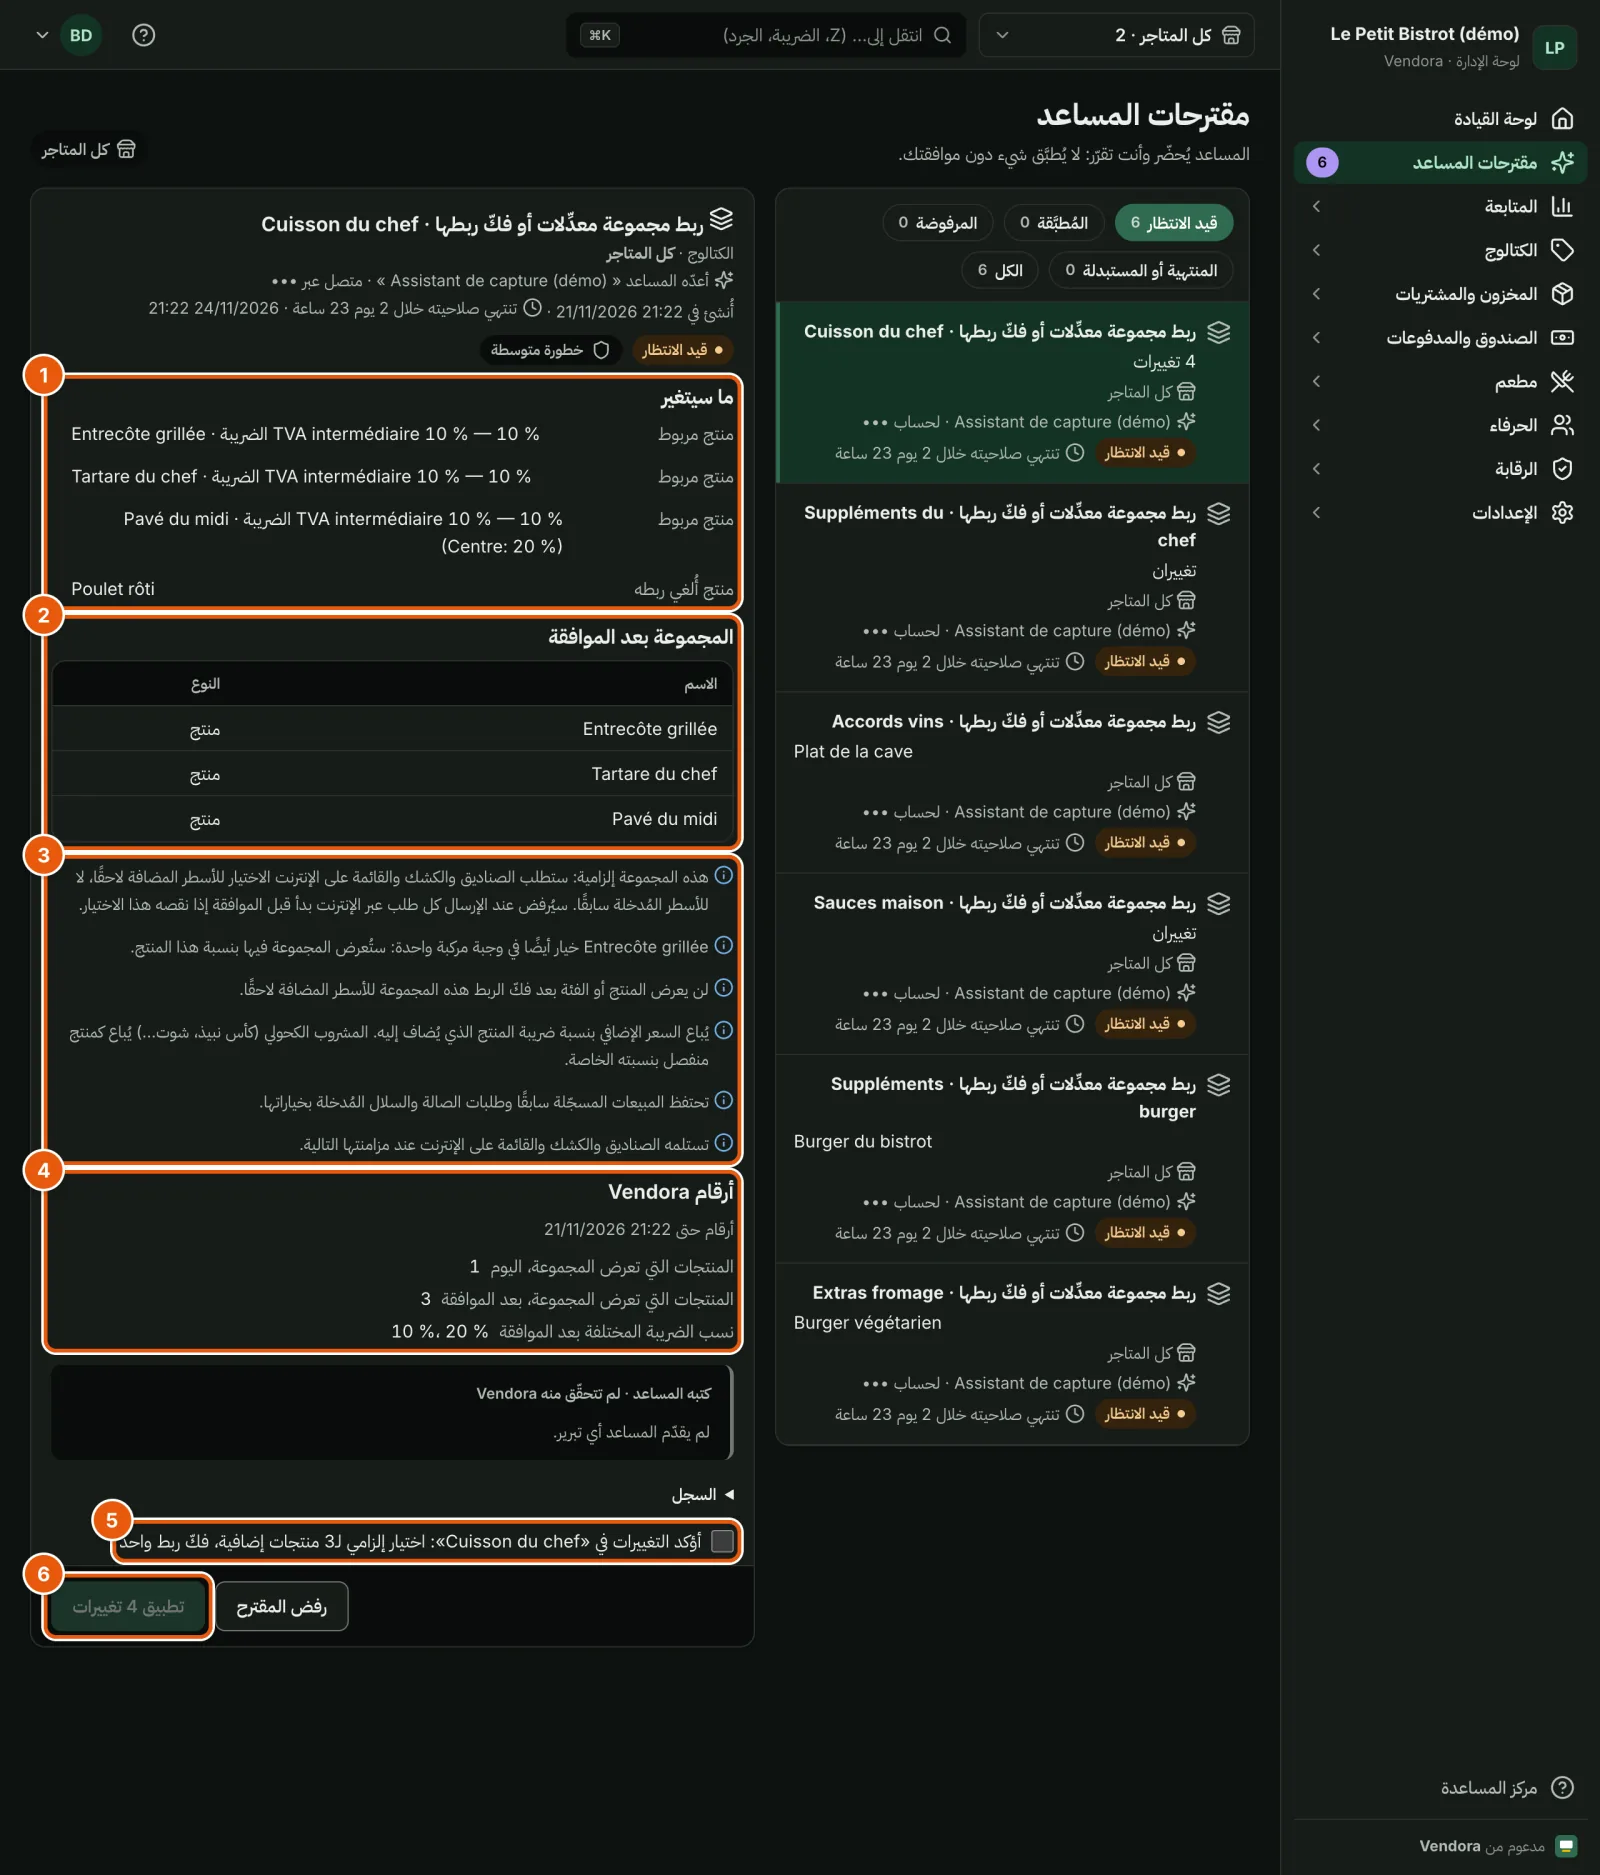 Le Petit Bistrot (démo)
لوحة الإدارة · Vendora
LP
كل المتاجر · 2
انتقل إلى... (Z، الضريبة، الجرد)
⌘K
BD
لوحة القيادة
مقترحات المساعد
6
المتابعة
الكتالوج
المخزون والمشتريات
الصندوق والمدفوعات
مطعم
الحرفاء
الرقابة
الإعدادات
مركز المساعدة
مدعوم من Vendora
مقترحات المساعد
المساعد يُحضّر وأنت تقرّر: لا يُطبَّق شيء دون موافقتك.
كل المتاجر
قيد الانتظار 6
المُطبَّقة 0
المرفوضة 0
المنتهية أو المستبدلة 0
الكل 6
ربط مجموعة معدِّلات أو فكّ ربطها · Cuisson du chef
4 تغييرات
كل المتاجر
Assistant de capture (démo) · لحساب •••
قيد الانتظار
تنتهي صلاحيته خلال 2 يوم 23 ساعة
ربط مجموعة معدِّلات أو فكّ ربطها · Suppléments du
chef
تغييران
كل المتاجر
Assistant de capture (démo) · لحساب •••
قيد الانتظار
تنتهي صلاحيته خلال 2 يوم 23 ساعة
ربط مجموعة معدِّلات أو فكّ ربطها · Accords vins
Plat de la cave
كل المتاجر
Assistant de capture (démo) · لحساب •••
قيد الانتظار
تنتهي صلاحيته خلال 2 يوم 23 ساعة
ربط مجموعة معدِّلات أو فكّ ربطها · Sauces maison
تغييران
كل المتاجر
Assistant de capture (démo) · لحساب •••
قيد الانتظار
تنتهي صلاحيته خلال 2 يوم 23 ساعة
ربط مجموعة معدِّلات أو فكّ ربطها · Suppléments
burger
Burger du bistrot
كل المتاجر
Assistant de capture (démo) · لحساب •••
قيد الانتظار
تنتهي صلاحيته خلال 2 يوم 23 ساعة
ربط مجموعة معدِّلات أو فكّ ربطها · Extras fromage
Burger végétarien
كل المتاجر
Assistant de capture (démo) · لحساب •••
قيد الانتظار
تنتهي صلاحيته خلال 2 يوم 23 ساعة
ربط مجموعة معدِّلات أو فكّ ربطها · Cuisson du chef
الكتالوج · كل المتاجر
أعدّه المساعد « Assistant de capture (démo) » · متصل عبر •••
أُنشئ في 21/11/2026 21:22 · تنتهي صلاحيته خلال 2 يوم 23 ساعة · 24/11/2026 21:22
قيد الانتظار
خطورة متوسطة
1
ما سيتغير
منتج مربوط
Entrecôte grillée · الضريبة TVA intermédiaire 10 % — 10 %
منتج مربوط
Tartare du chef · الضريبة TVA intermédiaire 10 % — 10 %
منتج مربوط
Pavé du midi · الضريبة TVA intermédiaire 10 % — 10 %
(Centre: 20 %)
منتج أُلغي ربطه
Poulet rôti
2
المجموعة بعد الموافقة
الاسم
النوع
Entrecôte grillée
منتج
Tartare du chef
منتج
Pavé du midi
منتج
3
هذه المجموعة إلزامية: ستطلب الصناديق والكشك والقائمة على الإنترنت الاختيار للأسطر المضافة لاحقًا، لا
للأسطر المُدخلة سابقًا. سيُرفض عند الإرسال كل طلب عبر الإنترنت بدأ قبل الموافقة إذا نقصه هذا الاختيار.
Entrecôte grillée خيار أيضًا في وجبة مركبة واحدة: ستُعرض المجموعة فيها بنسبة هذا المنتج.
لن يعرض المنتج أو الفئة بعد فكّ الربط هذه المجموعة للأسطر المضافة لاحقًا.
يُباع السعر الإضافي بنسبة ضريبة المنتج الذي يُضاف إليه. المشروب الكحولي (كأس نبيذ، شوت...) يُباع كمنتج
منفصل بنسبته الخاصة.
تحتفظ المبيعات المسجّلة سابقًا وطلبات الصالة والسلال المُدخلة بخياراتها.
تستلمه الصناديق والكشك والقائمة على الإنترنت عند مزامنتها التالية.
4
أرقام Vendora
أرقام حتى 21/11/2026 21:22
المنتجات التي تعرض المجموعة، اليوم 1
المنتجات التي تعرض المجموعة، بعد الموافقة 3
نسب الضريبة المختلفة بعد الموافقة 10 %، 20 %
كتبه المساعد · لم تتحقّق منه Vendora
لم يقدّم المساعد أي تبرير.
السجل
5
أؤكد التغييرات في «Cuisson du chef»: اختيار إلزامي لـ3 منتجات إضافية، فكّ ربط واحد
6
رفض المقترح
تطبيق 4 تغييرات